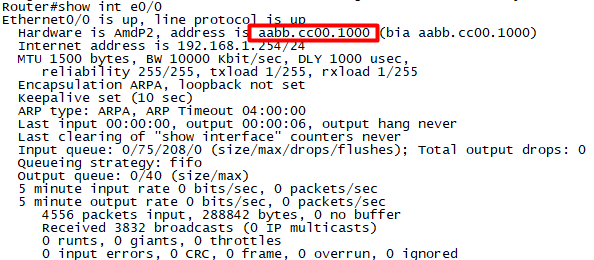 Router#show int e0/0
Ethernet0/0 is up, line protocol is up
Hardware is AmdP2, address is aabb.cc00.1000 (bia aabb.cc00.1000)
Internet address is 192.168.1.254/24
MTU 1500 bytes, BW 10000 Kbit/sec, DLY 1000 usec,
reliability 255/255, txload 1/255, rxload 1/255
Encapsulation ARPA, loopback not set
Keepalive set (10 sec)
ARP type: ARPA, ARP Timeout 04:00:00
Last input 00:00:00, output 00:00:06, output hang never
Last clearing of "show interface" counters never
Input queue: 0/75/208/0 (size/max/drops/flushes); Total output drops: 0
Queueing strategy: fifo
Output queue: 0/40 (size/max)
5 minute input rate 0 bits/sec, 0 packets/sec
5 minute output rate 0 bits/sec, 0 packets/sec
4556 packets input, 288842 bytes, 0 no buffer
Received 3832 broadcasts (0 IP multicasts)
0 runts, 0 giants, 0 throttles
0 input errors, 0 CRC, 0 frame, 0 overrun, 0 ignored